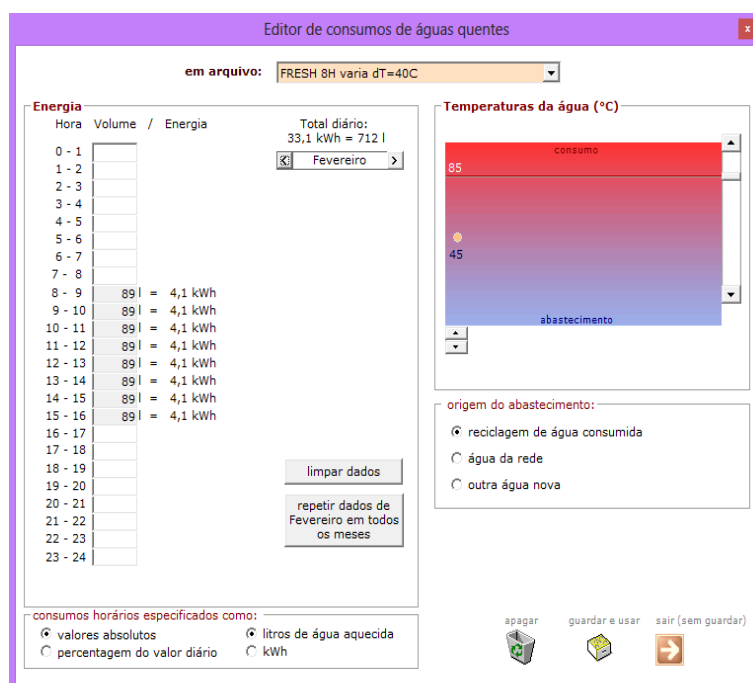 Editor de consumos de águas quentes
x
em arquivo: FRESH 8H varia dT=40C
Energia
Hora Volume / Energia
Total diário:
33,1 kWh = 712 l
< Fevereiro >
0 - 1
1 - 2
2 - 3
3 - 4
4 - 5
5 - 6
6 - 7
7 - 8
8 - 9 89 l = 4,1 kWh
9 - 10 89 l = 4,1 kWh
10 - 11 89 l = 4,1 kWh
11 - 12 89 l = 4,1 kWh
12 - 13 89 l = 4,1 kWh
13 - 14 89 l = 4,1 kWh
14 - 15 89 l = 4,1 kWh
15 - 16 89 l = 4,1 kWh
16 - 17
17 - 18
18 - 19
19 - 20
20 - 21
21 - 22
22 - 23
23 - 24
limpar dados
repetir dados de
Fevereiro em todos
os meses
Temperaturas da água (°C)
consumo
85
45
abastecimento
origem do abastecimento:
reciclagem de água consumida
água da rede
outra água nova
consumos horários especificados como:
valores absolutos
percentagem do valor diário
litros de água aquecida
kWh
apagar
guardar e usar
sair (sem guardar)